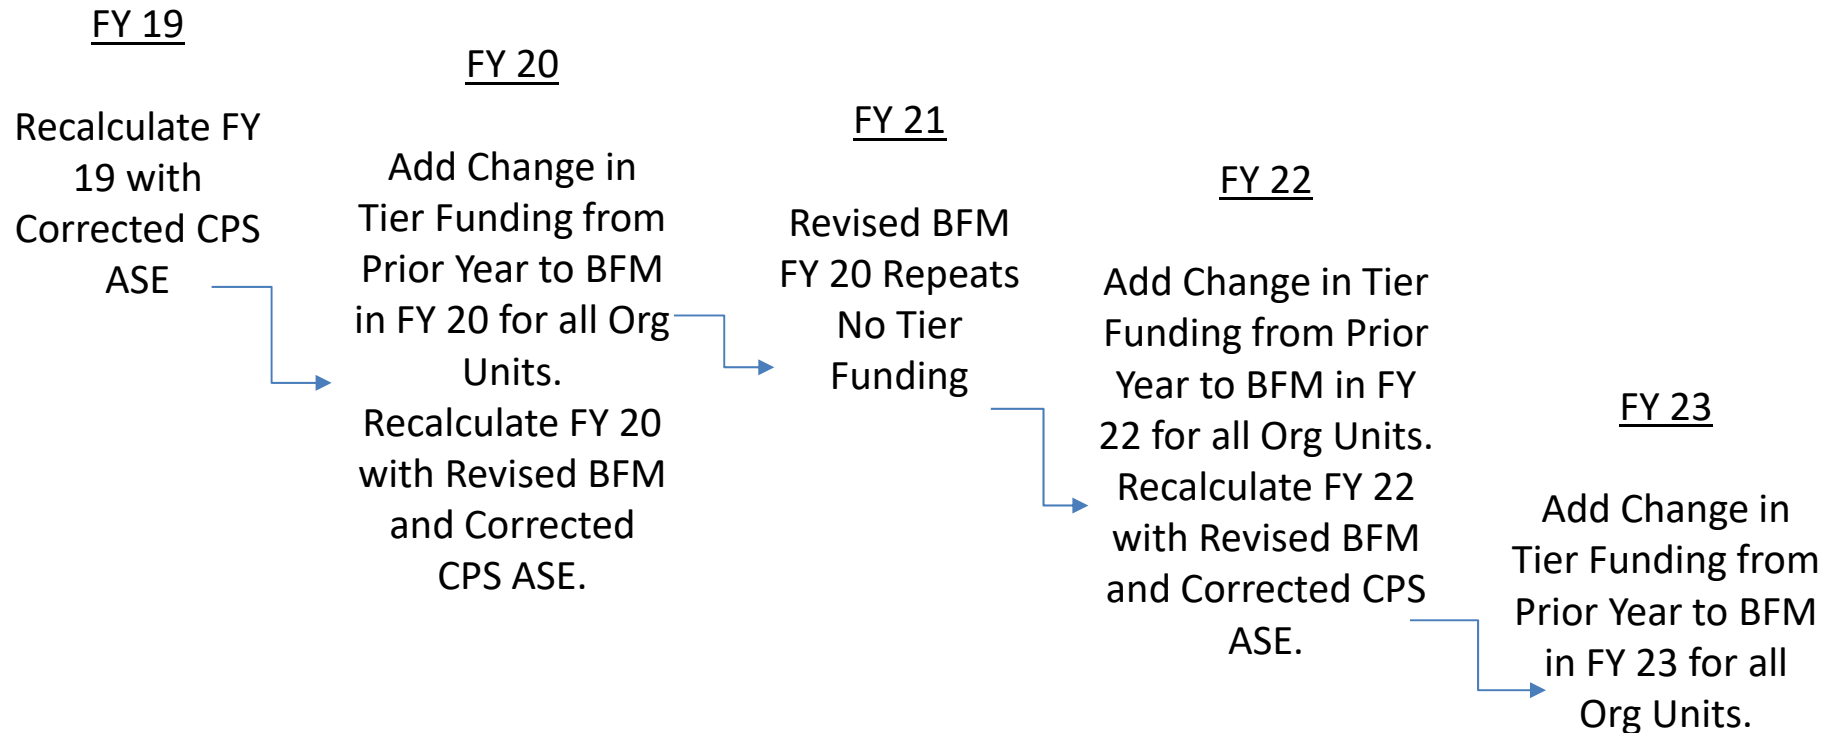 FY 19
Recalculate FY
19 with
Corrected CPS
ASE
FY 20
Add Change in
Tier Funding from
Prior Year to BFM
in FY 20 for all Org
Units.
Recalculate FY 20
with Revised BFM
and Corrected
CPS ASE.
FY 21
Revised BFM
FY 20 Repeats
No Tier
Funding
FY 22
Add Change in Tier
Funding from Prior
Year to BFM in FY
22 for all Org Units.
Recalculate FY 22
with Revised BFM
and Corrected CPS
ASE.
FY 23
Add Change in
Tier Funding from
Prior Year to BFM
in FY 23 for all
Org Units.